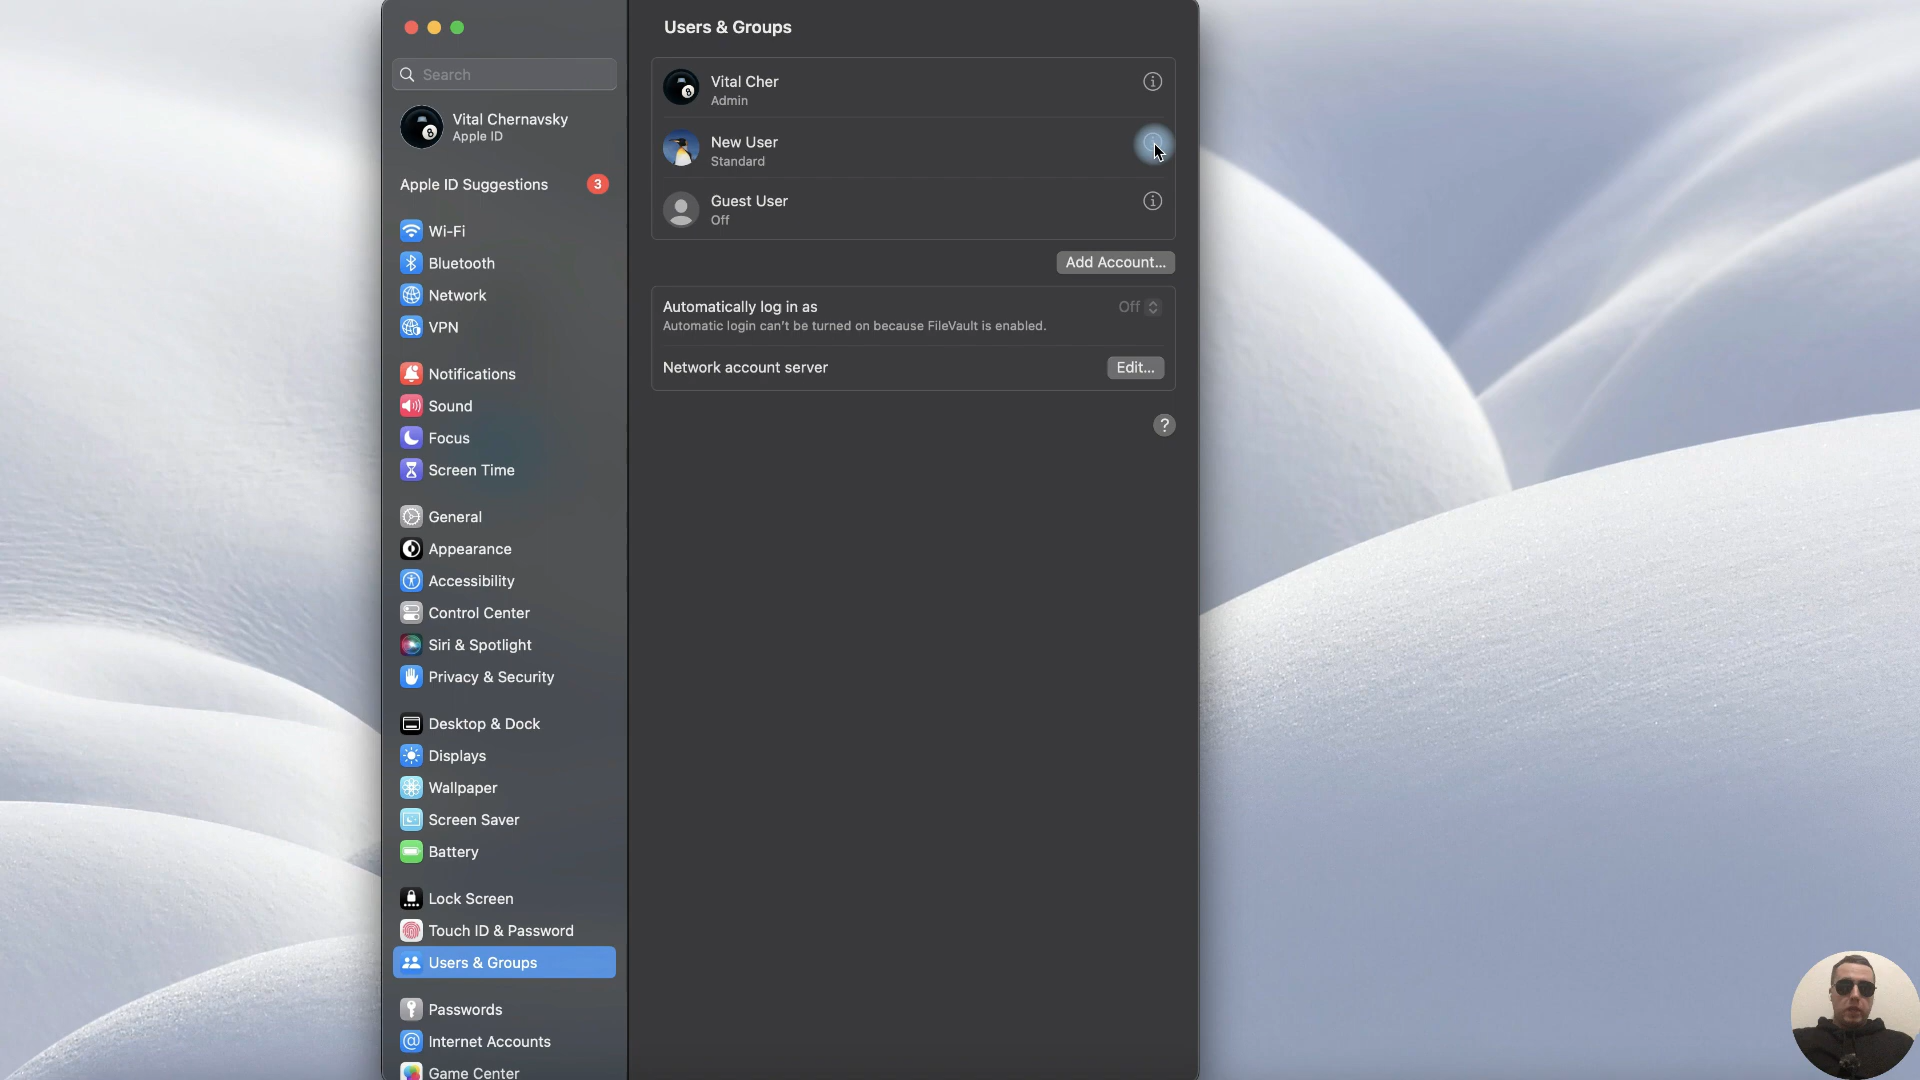 Users & Groups
Search
Vital Chernavsky
Apple ID
Apple ID Suggestions
3
Wi-Fi
Bluetooth
Network
VPN
Notifications
Sound
Focus
Screen Time
General
Appearance
Accessibility
Control Center
Siri & Spotlight
Privacy & Security
Desktop & Dock
Displays
Wallpaper
Screen Saver
Battery
Lock Screen
Touch ID & Password
Users & Groups
Passwords
Internet Accounts
Game Center
Vital Cher
Admin
New User
Standard
Guest User
Off
Add Account...
Automatically log in as
Off
Automatic login can't be turned on because FileVault is enabled.
Network account server
Edit...
?